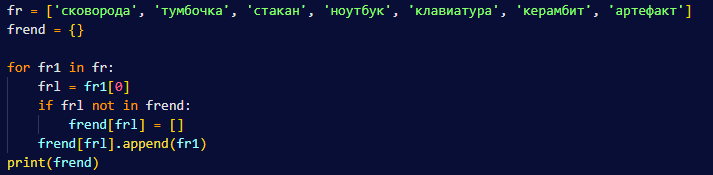 fr = ['сковорода', 'тумбочка', 'стакан', 'ноутбук', 'клавиатура', 'керамбит', 'артефакт']
frend = {}

for fr1 in fr:
    frl = fr1[0]
    if frl not in frend:
        frend[frl] = []
    frend[frl].append(fr1)
print(frend)